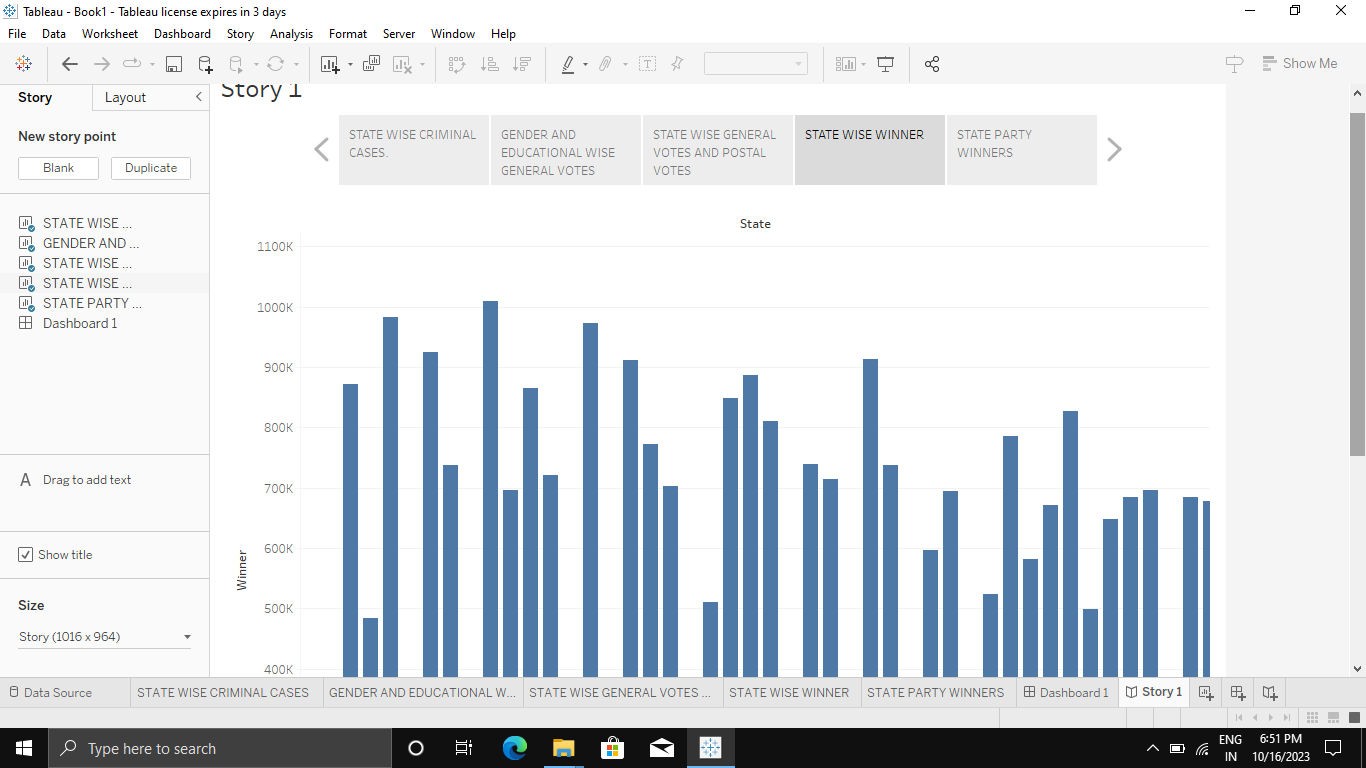 Tableau - Book1 - Tableau license expires in 3 days
File Data Worksheet Dashboard Story Analysis Format Server Window Help
Show Me
Story Layout
New story point
Blank Duplicate
STATE WISE ...
GENDER AND ...
STATE WISE ...
STATE WISE ...
STATE PARTY ...
Dashboard 1
A Drag to add text
Show title
Size
Story (1016 x 964)
Story 1
STATE WISE CRIMINAL
CASES.
GENDER AND
EDUCATIONAL WISE
GENERAL VOTES
STATE WISE GENERAL
VOTES AND POSTAL
VOTES
STATE WISE WINNER
STATE PARTY
WINNERS
State
1100K
1000K
900K
800K
700K
600K
500K
400K
Winner
Data Source STATE WISE CRIMINAL CASES GENDER AND EDUCATIONAL W... STATE WISE GENERAL VOTES ... STATE WISE WINNER STATE PARTY WINNERS Dashboard 1 Story 1
Type here to search
ENG
IN
6:51 PM
10/16/2023